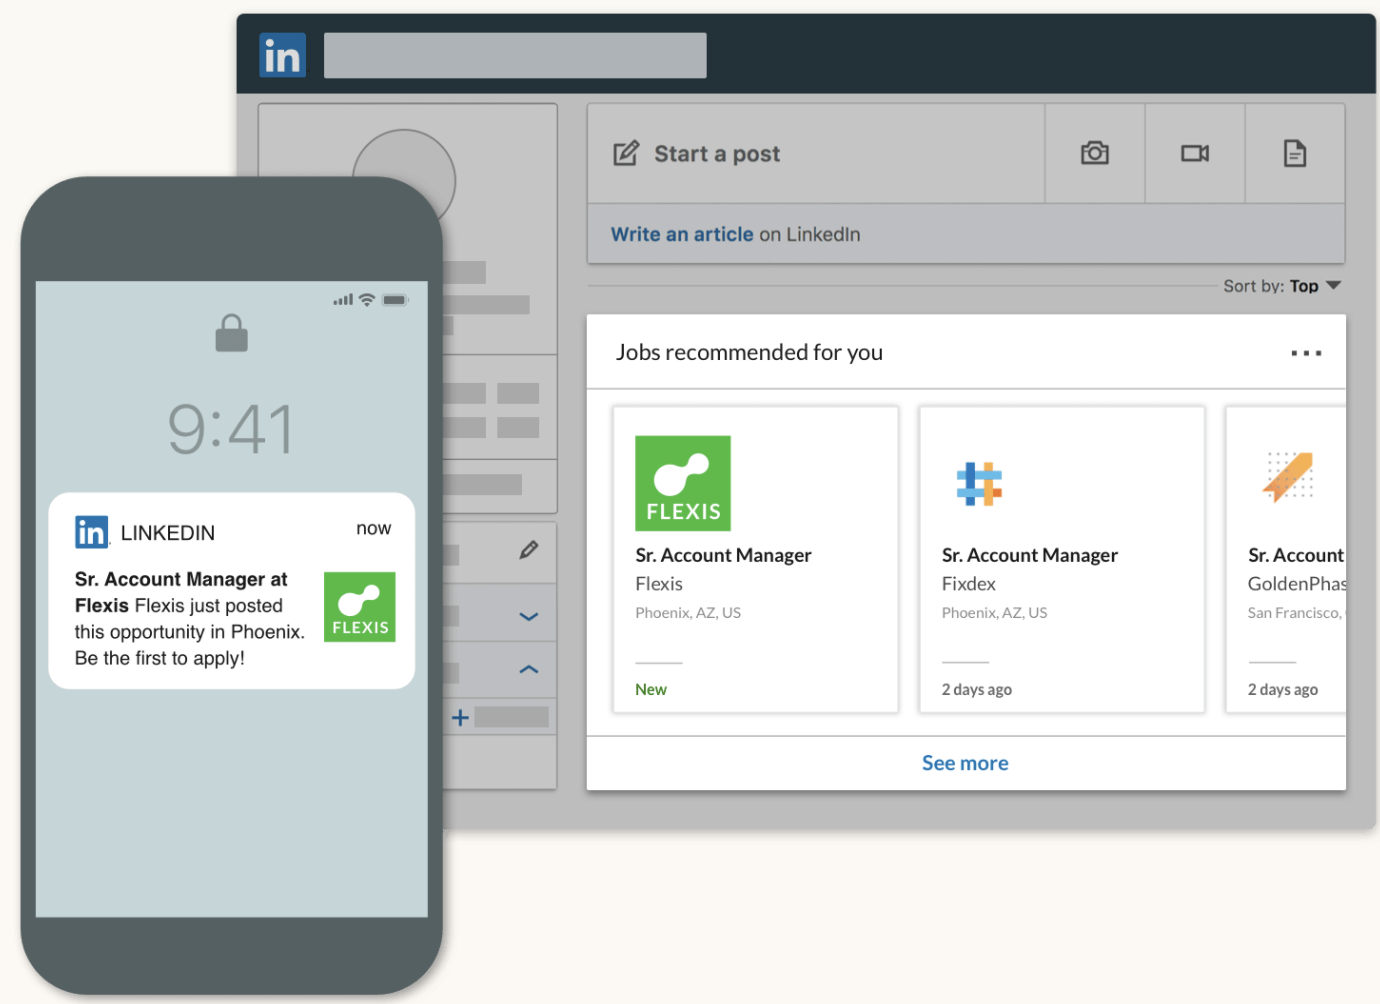 in
Start a post
Write an article on LinkedIn
Sort by: Top
Jobs recommended for you
FLEXIS
Sr. Account Manager
Flexis
Phoenix, AZ, US
New
Sr. Account Manager
Fixdex
Phoenix, AZ, US
2 days ago
Sr. Account
GoldenPhas
San Francisco,
2 days ago
See more
9:41
in LINKEDIN
now
Sr. Account Manager at
Flexis Flexis just posted
this opportunity in Phoenix.
Be the first to apply!
FLEXIS